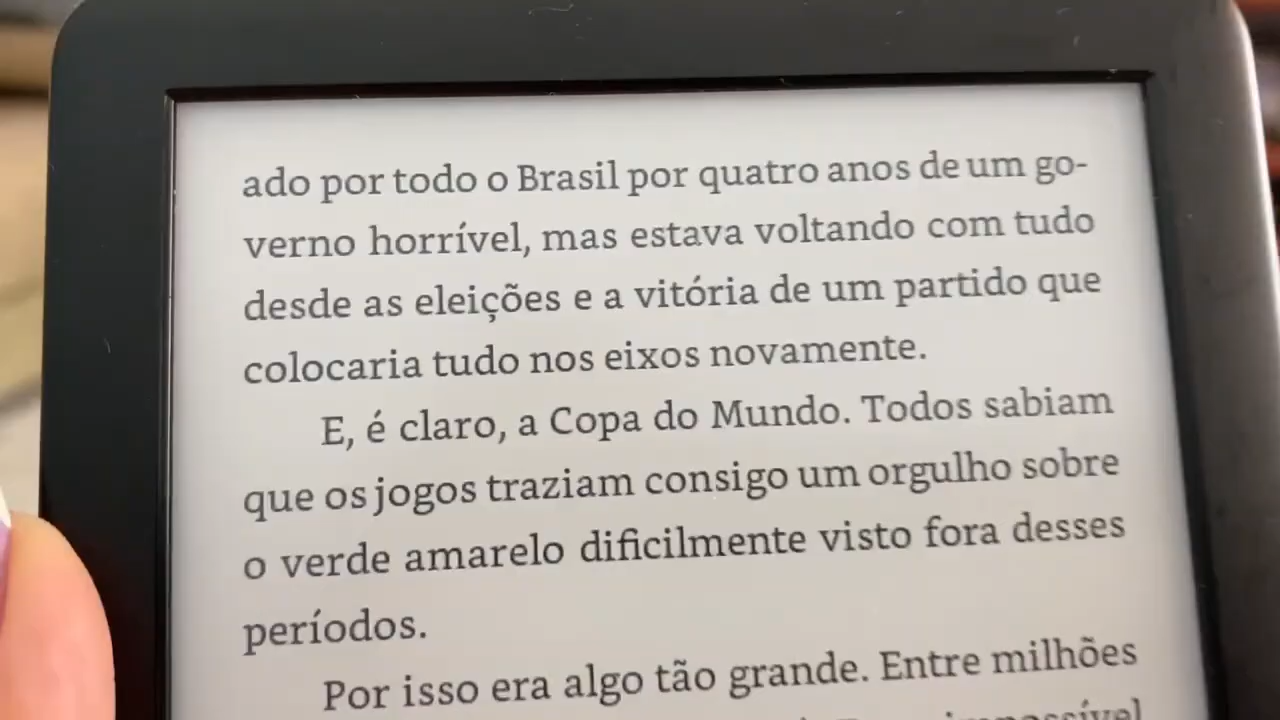 ado por todo o Brasil por quatro anos de um go-
verno horrível, mas estava voltando com tudo
desde as eleições e a vitória de um partido que
colocaria tudo nos eixos novamente.
E, é claro, a Copa do Mundo. Todos sabiam
que os jogos traziam consigo um orgulho sobre
o verde amarelo dificilmente visto fora desses
períodos.
Por isso era algo tão grande. Entre milhões